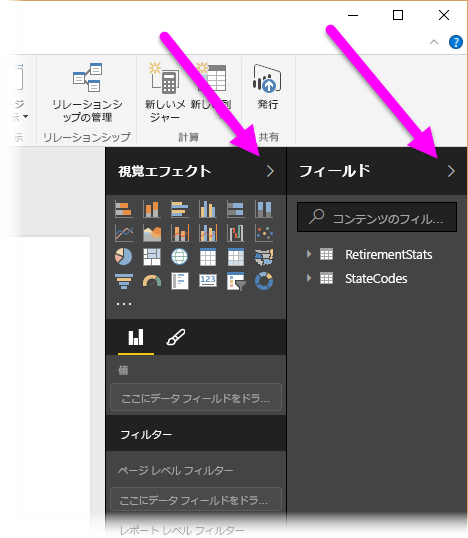 ?
ージ
示
リレーションシ
ップの管理
新しいメ
ジャー
新しい列
発行
示
リレーションシップ
計算
共有
視覚エフェクト
フィールド
コンテンツのフィル...
RetirementStats
StateCodes
123
...
値
ここにデータ フィールドをドラ...
フィルター
ページ レベル フィルター
ここにデータ フィールドをドラ...
レポート レベル フィルター